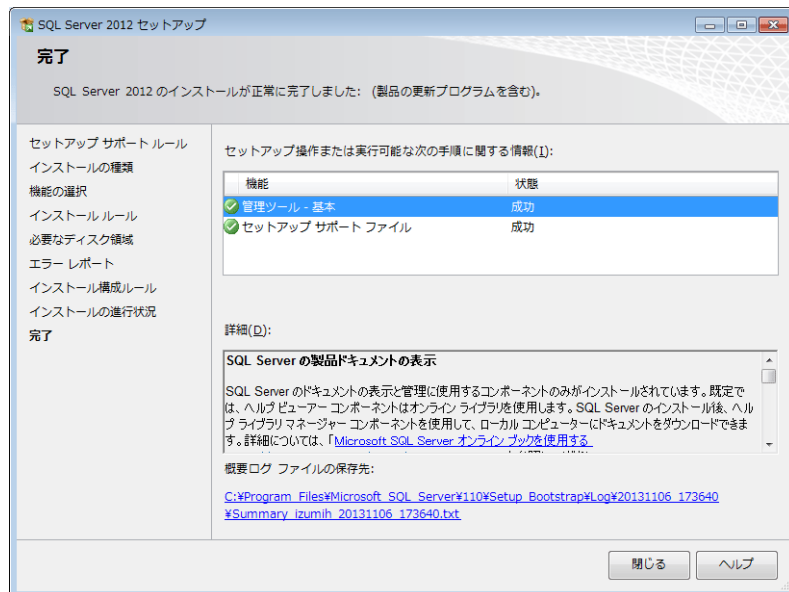 SQL Server 2012 セットアップ
完了
SQL Server 2012 のインストールが正常に完了しました: (製品の更新プログラムを含む)。
セットアップ サポート ルール
インストールの種類
機能の選択
インストール ルール
必要なディスク領域
エラー レポート
インストール構成ルール
インストールの進行状況
完了
セットアップ操作または実行可能な次の手順に関する情報(I):
機能 状態
管理ツール - 基本 成功
セットアップ サポート ファイル 成功
詳細(D):
SQL Server の製品ドキュメントの表示
SQL Server のドキュメントの表示と管理に使用するコンポーネントのみがインストールされています。既定で
は、ヘルプ ビューアー コンポーネントはオンライン ライブラリを使用します。SQL Server のインストール後、ヘル
プ ライブラリ マネージャー コンポーネントを使用して、ローカル コンピューターにドキュメントをダウンロードできま
す。詳細については、「Microsoft SQL Server オンライン ブックを使用する
概要ログ ファイルの保存先:
C:¥Program Files¥Microsoft SQL Server¥110¥Setup Bootstrap¥Log¥20131106_173640
¥Summary_izumih_20131106_173640.txt
閉じる
ヘルプ